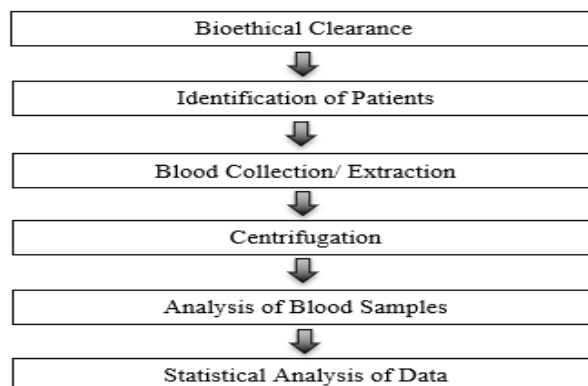 Bioethical Clearance
Identification of Patients
Blood Collection/ Extraction
Centrifugation
Analysis of Blood Samples
Statistical Analysis of Data